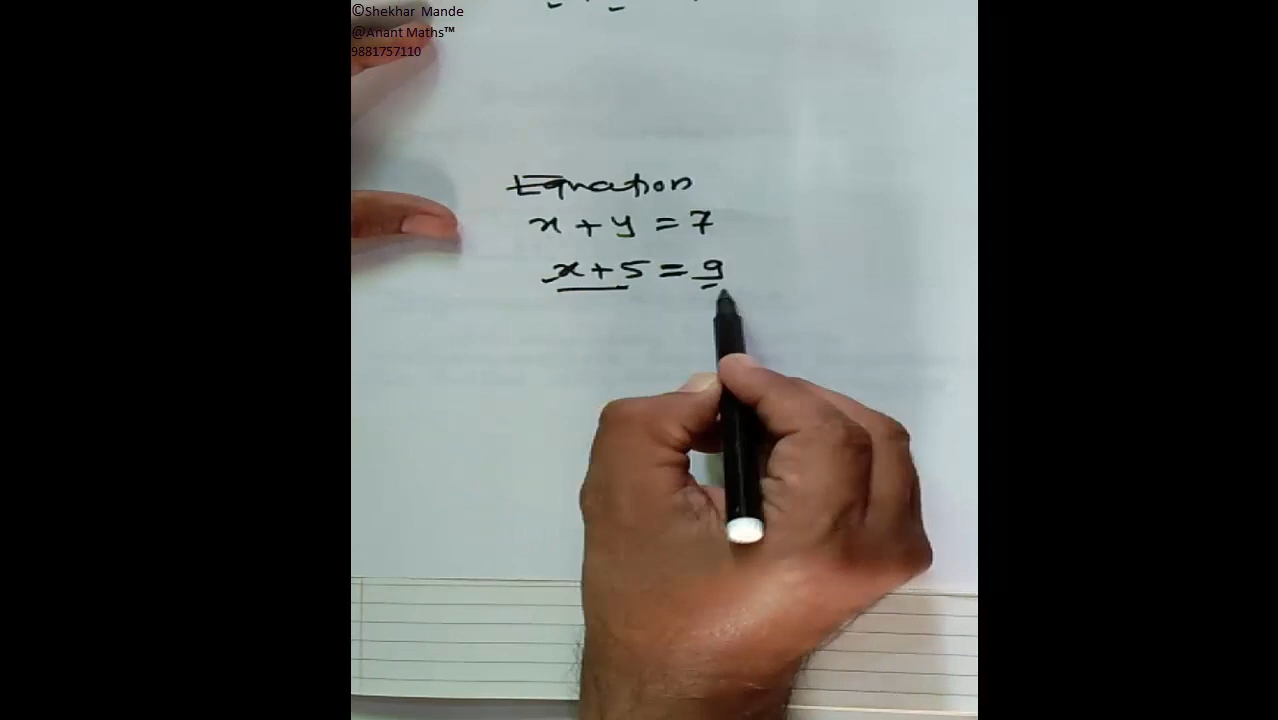 ©Shekhar Mande
@Anant Maths™
9881757110
Equation
x + y = 7
x + 5 = 9